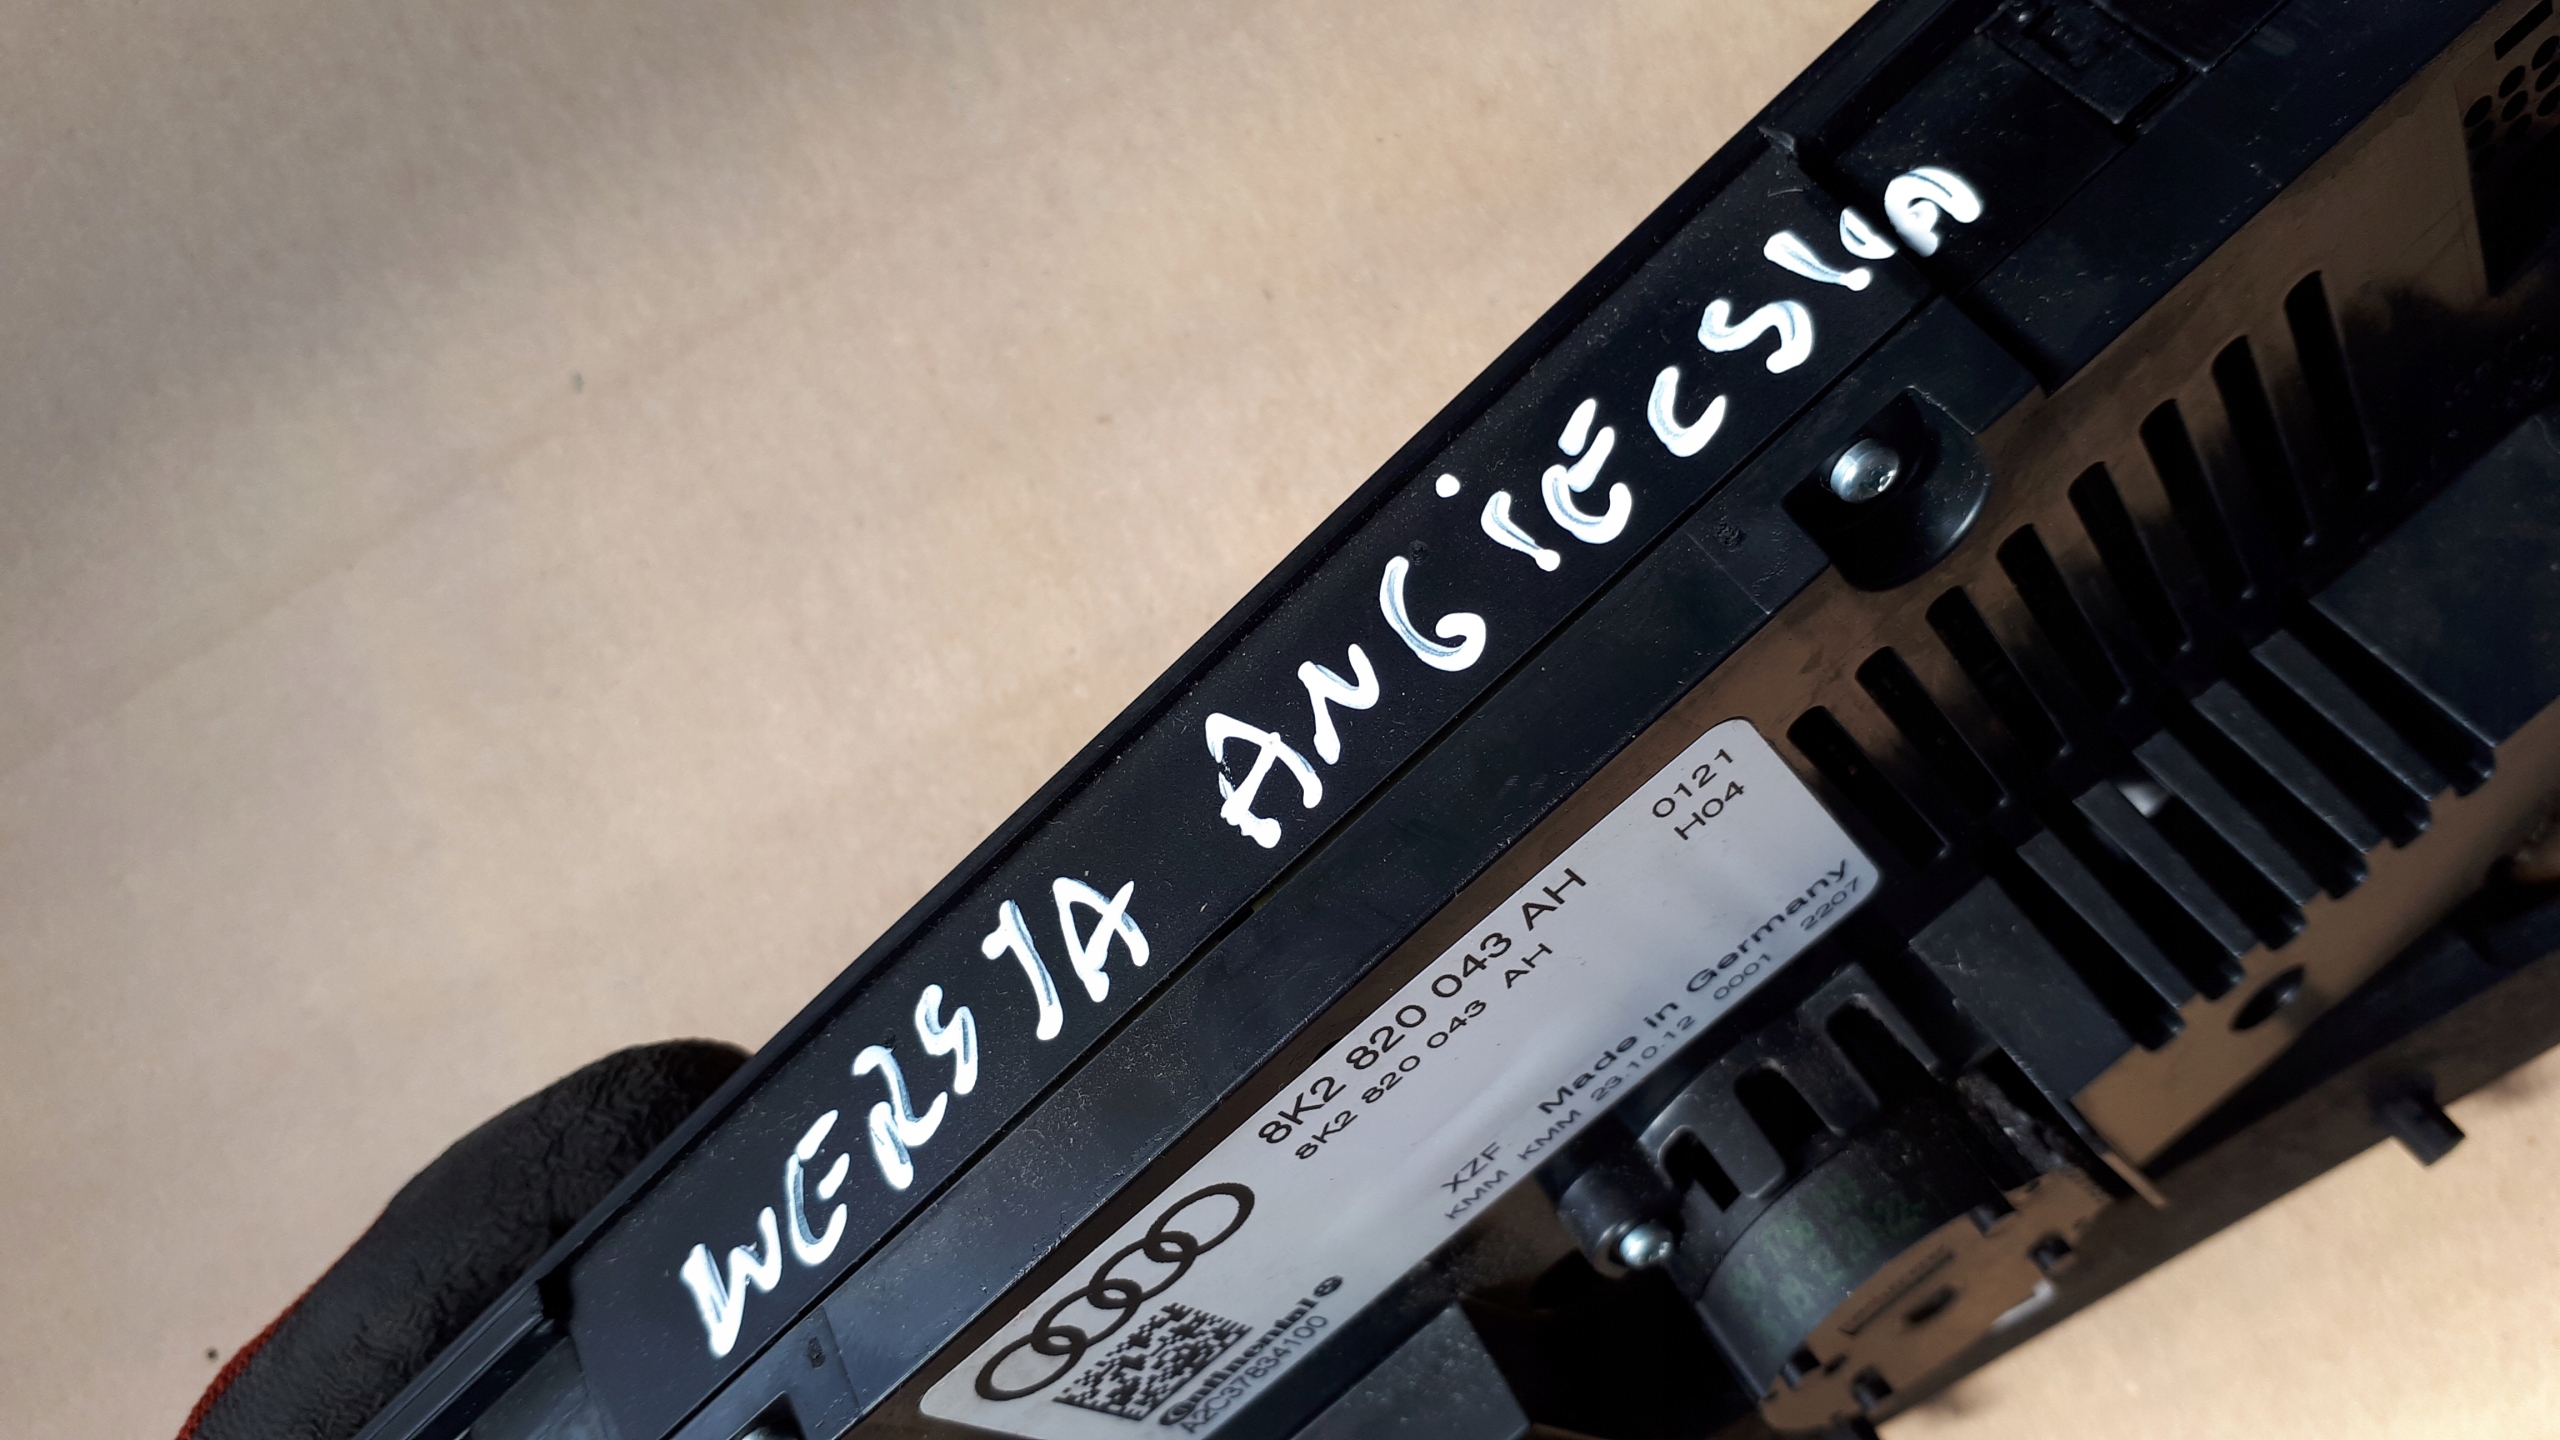 WERSJA ANGIECSKA
0121
H04
8K2 820 043 AH
8K2 820 043 AH
Made in Germany
XZF
KMM KMM 23.10.12 0001 2207
Continental
A2C37834100